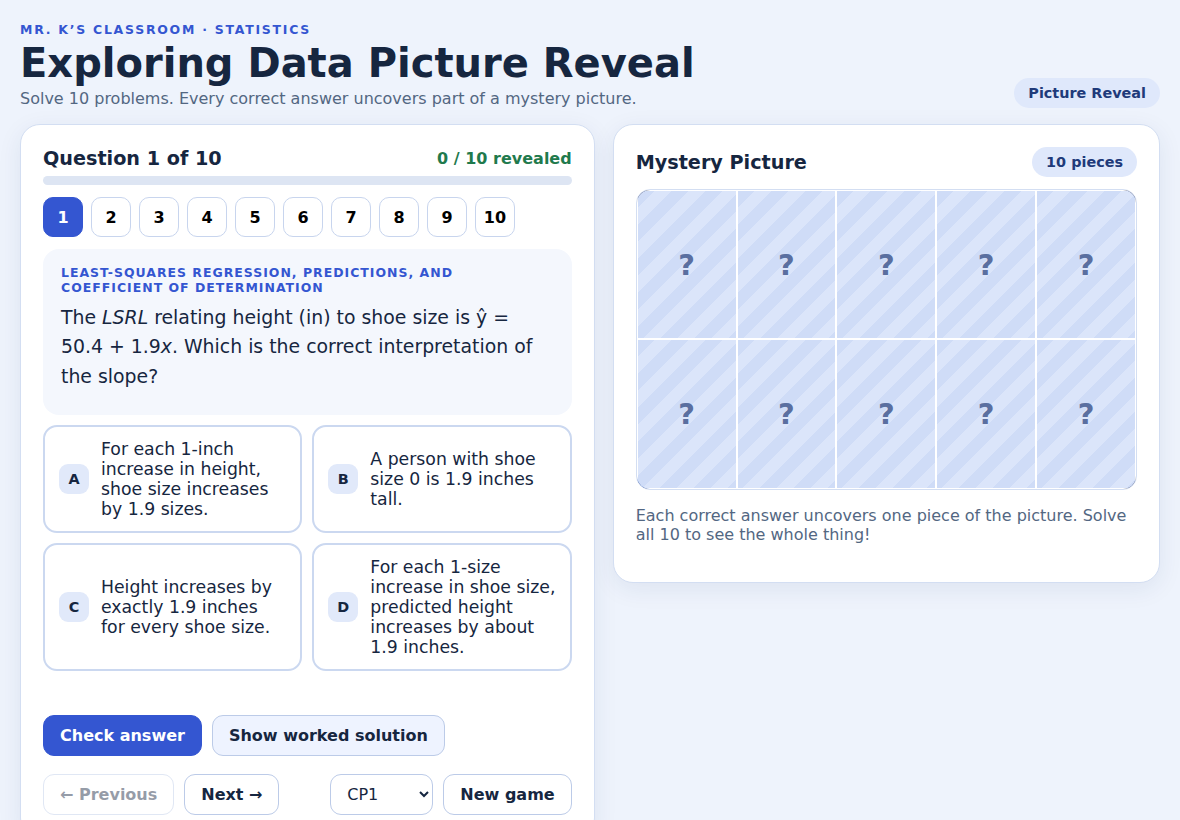 MR. K’S CLASSROOM · STATISTICS
Exploring Data Picture Reveal
Solve 10 problems. Every correct answer uncovers part of a mystery picture.
Picture Reveal
Question 1 of 10
0 / 10 revealed
1 2 3 4 5 6 7 8 9 10
LEAST-SQUARES REGRESSION, PREDICTIONS, AND
COEFFICIENT OF DETERMINATION
The LSRL relating height (in) to shoe size is ŷ =
50.4 + 1.9x. Which is the correct interpretation of
the slope?
A
For each 1-inch
increase in height,
shoe size increases
by 1.9 sizes.
B
A person with shoe
size 0 is 1.9 inches
tall.
C
Height increases by
exactly 1.9 inches
for every shoe size.
D
For each 1-size
increase in shoe size,
predicted height
increases by about
1.9 inches.
Check answer
Show worked solution
← Previous
Next →
CP1
New game
Mystery Picture
10 pieces
? ? ? ? ?
? ? ? ? ?
Each correct answer uncovers one piece of the picture. Solve
all 10 to see the whole thing!